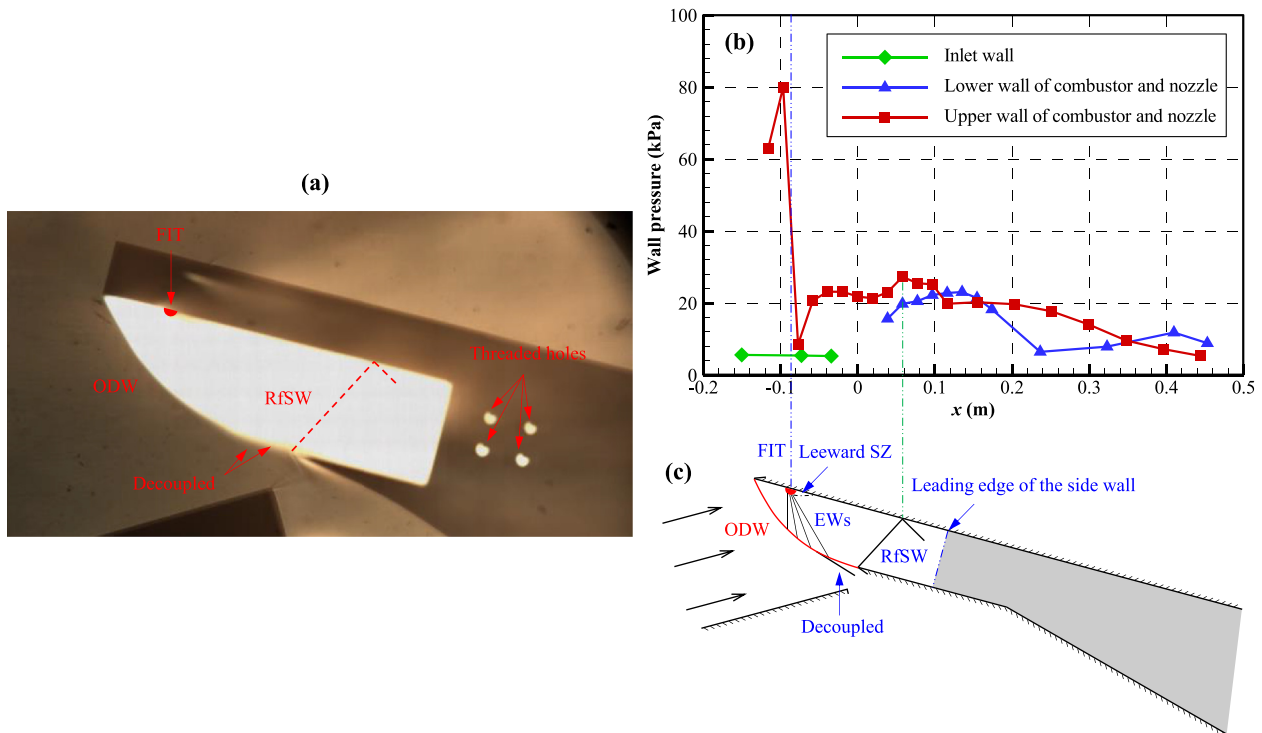 (a)
FIT
ODW
RfSW
Threaded holes
Decoupled
(b)
Wall pressure (kPa)
100
80
60
40
20
0
-0.2
-0.1
0
0.1
0.2
0.3
0.4
0.5
x (m)
Inlet wall
Lower wall of combustor and nozzle
Upper wall of combustor and nozzle
(c)
FIT
Leeward SZ
Leading edge of the side wall
ODW
EWs
RfSW
Decoupled